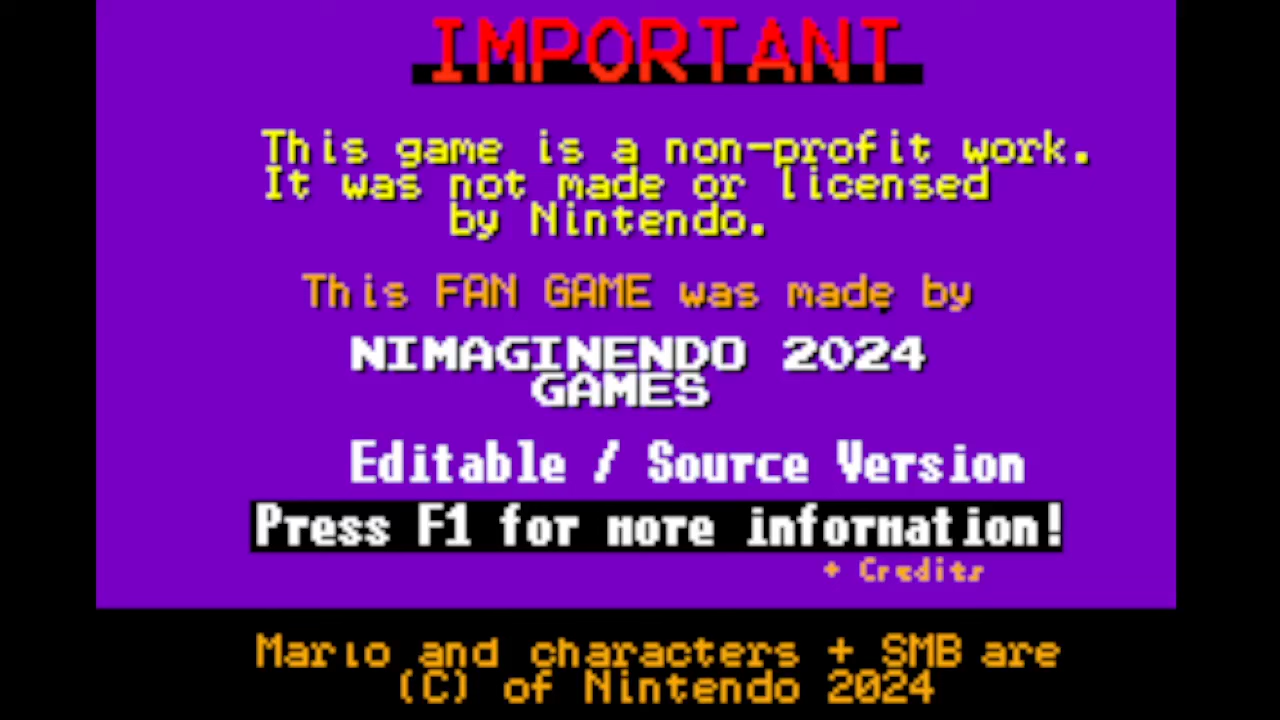 IMPORTANT
This game is a non-profit work.
It was not made or licensed
by Nintendo.
This FAN GAME was made by
NIMAGINENDO 2024
GAMES
Editable / Source Version
Press F1 for more information!
+ Credits
Mario and characters + SMB are
(C) of Nintendo 2024